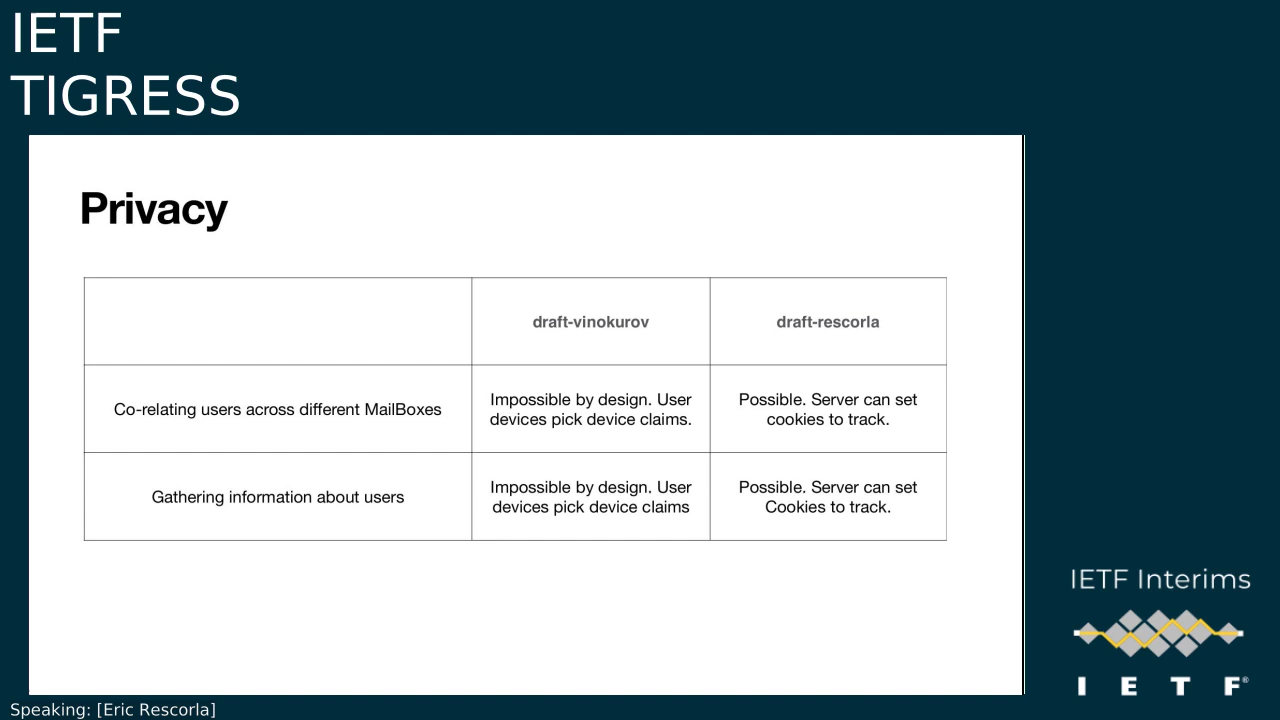 IETF
TIGRESS
Privacy
draft-vinokurov
draft-rescorla
Co-relating users across different MailBoxes
Impossible by design. User
devices pick device claims.
Possible. Server can set
cookies to track.
Gathering information about users
Impossible by design. User
devices pick device claims
Possible. Server can set
Cookies to track.
IETF Interims
I E T F®
Speaking: [Eric Rescorla]